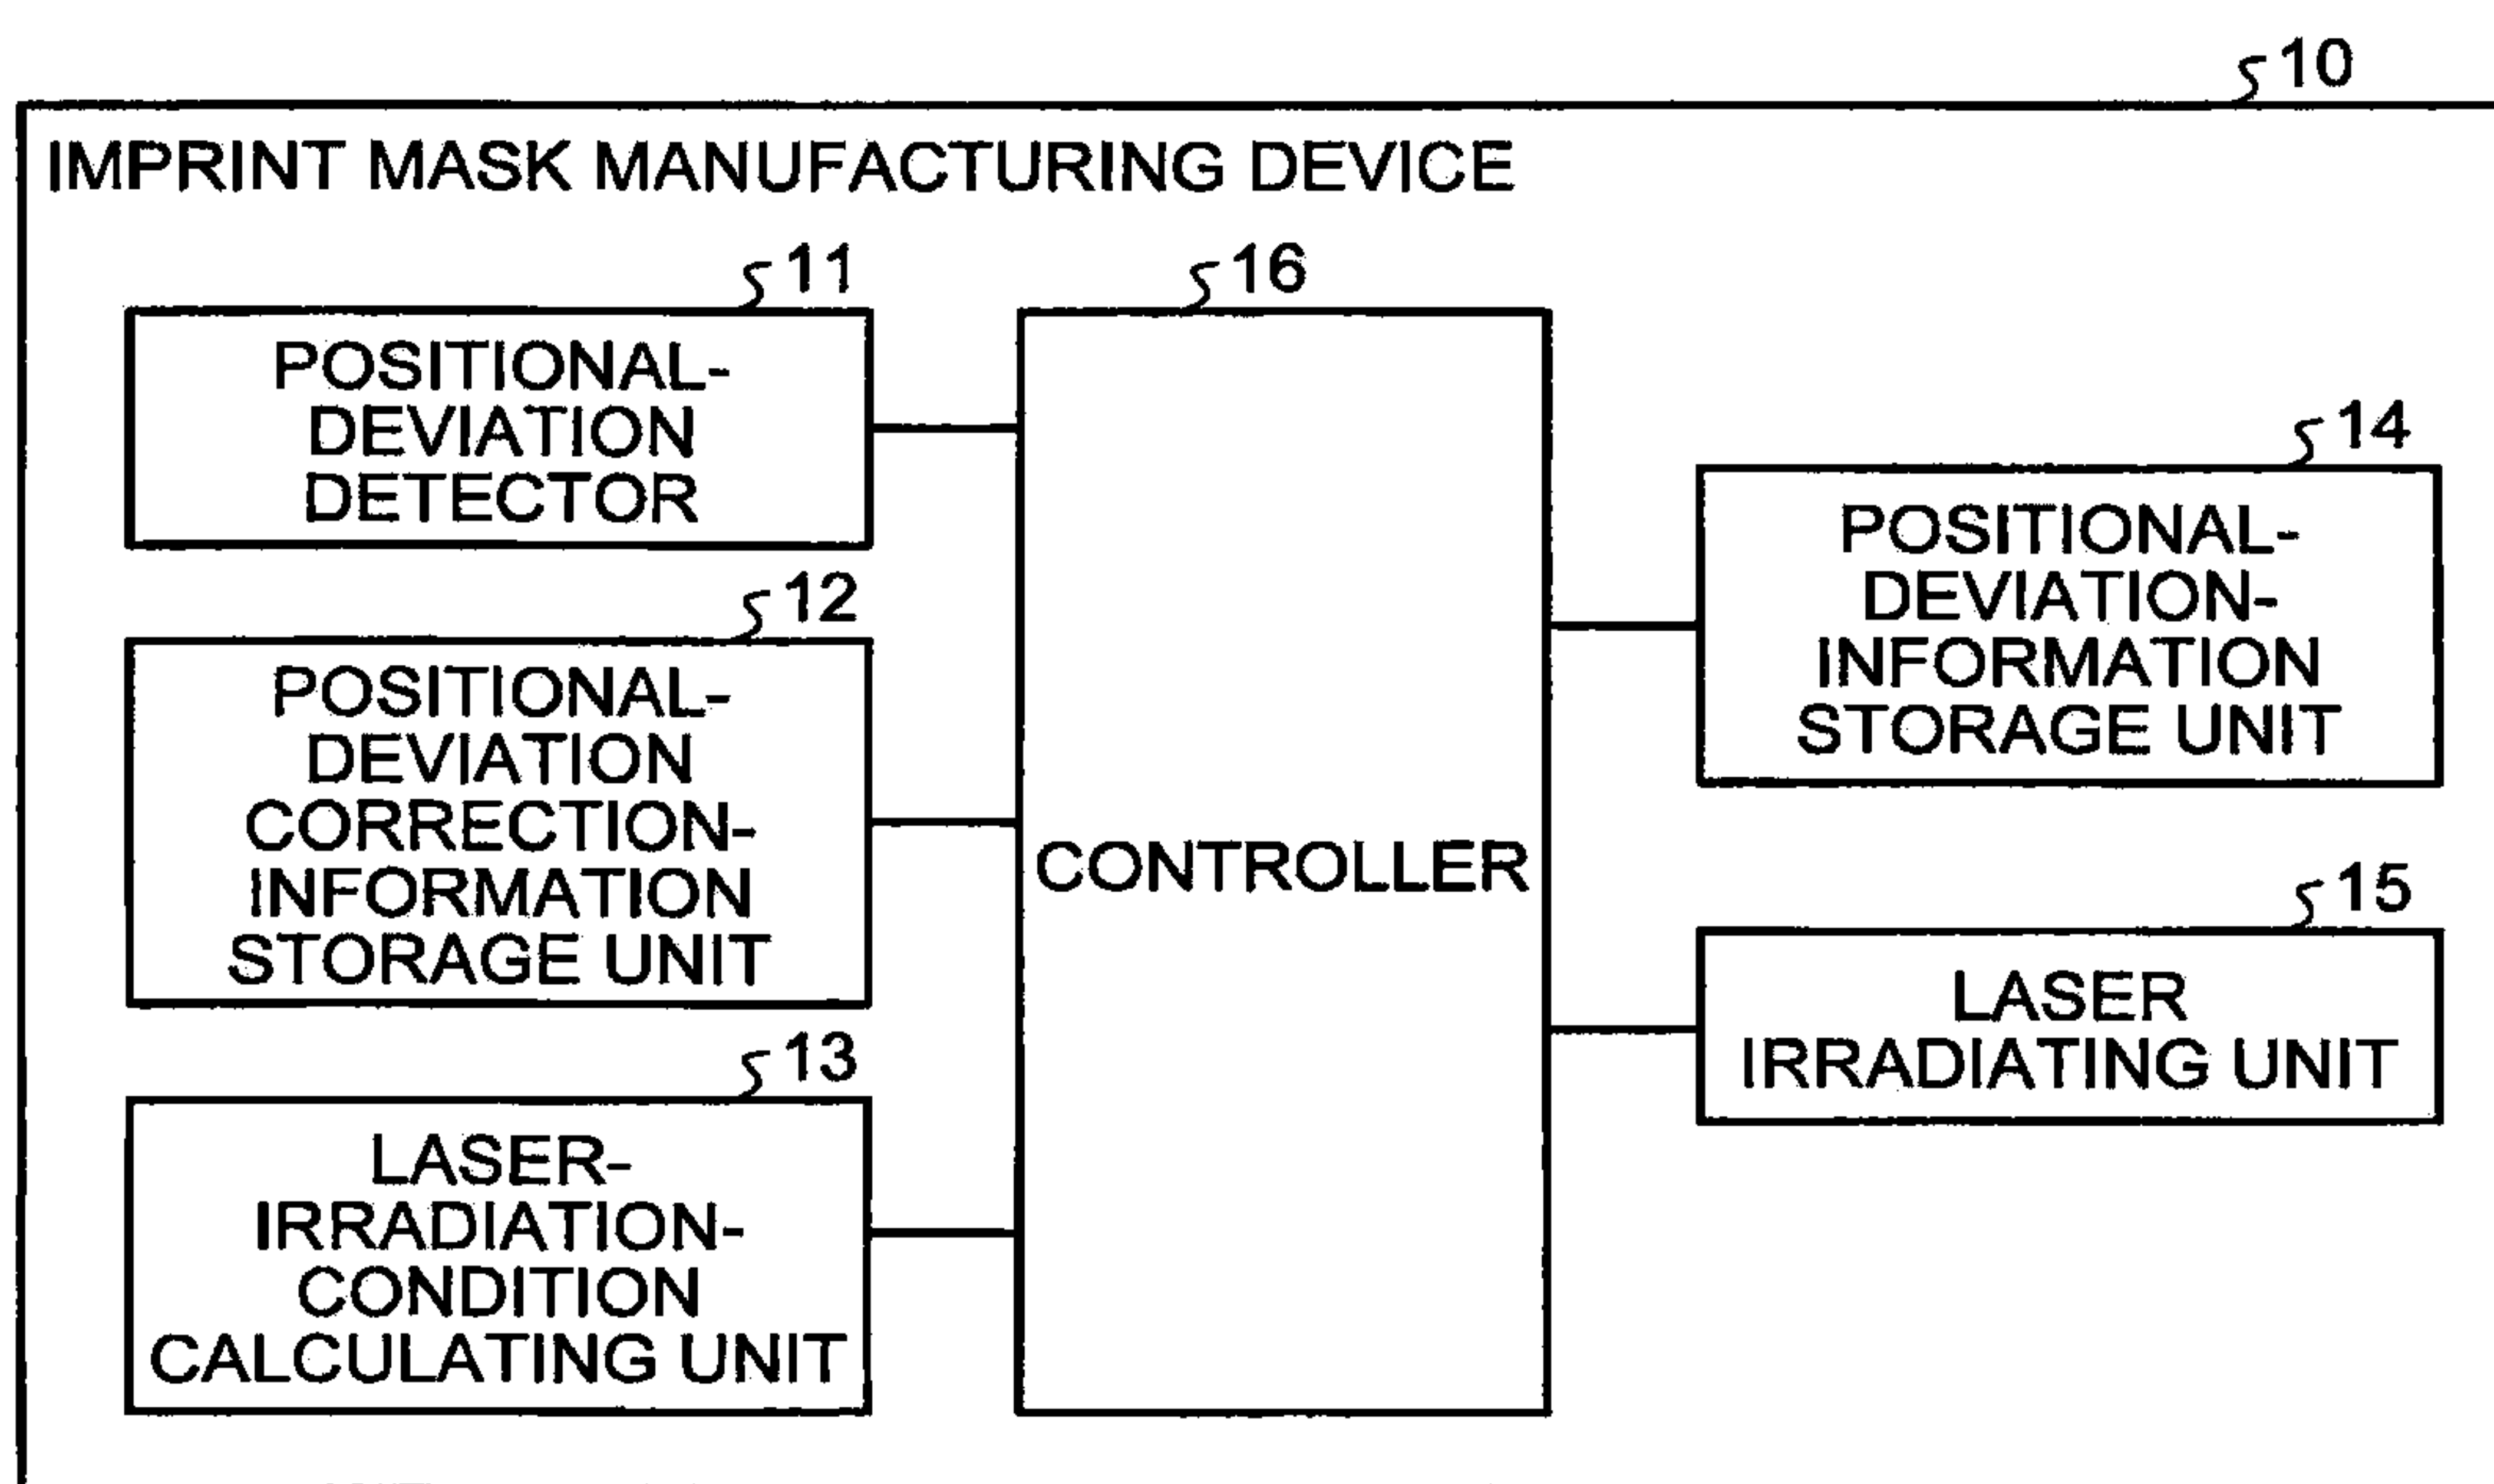 10
IMPRINT MASK MANUFACTURING DEVICE
11
POSITIONAL-
DEVIATION
DETECTOR
12
POSITIONAL-
DEVIATION
CORRECTION-
INFORMATION
STORAGE UNIT
13
LASER-
IRRADIATION-
CONDITION
CALCULATING UNIT
16
CONTROLLER
14
POSITIONAL-
DEVIATION-
INFORMATION
STORAGE UNIT
15
LASER
IRRADIATING UNIT